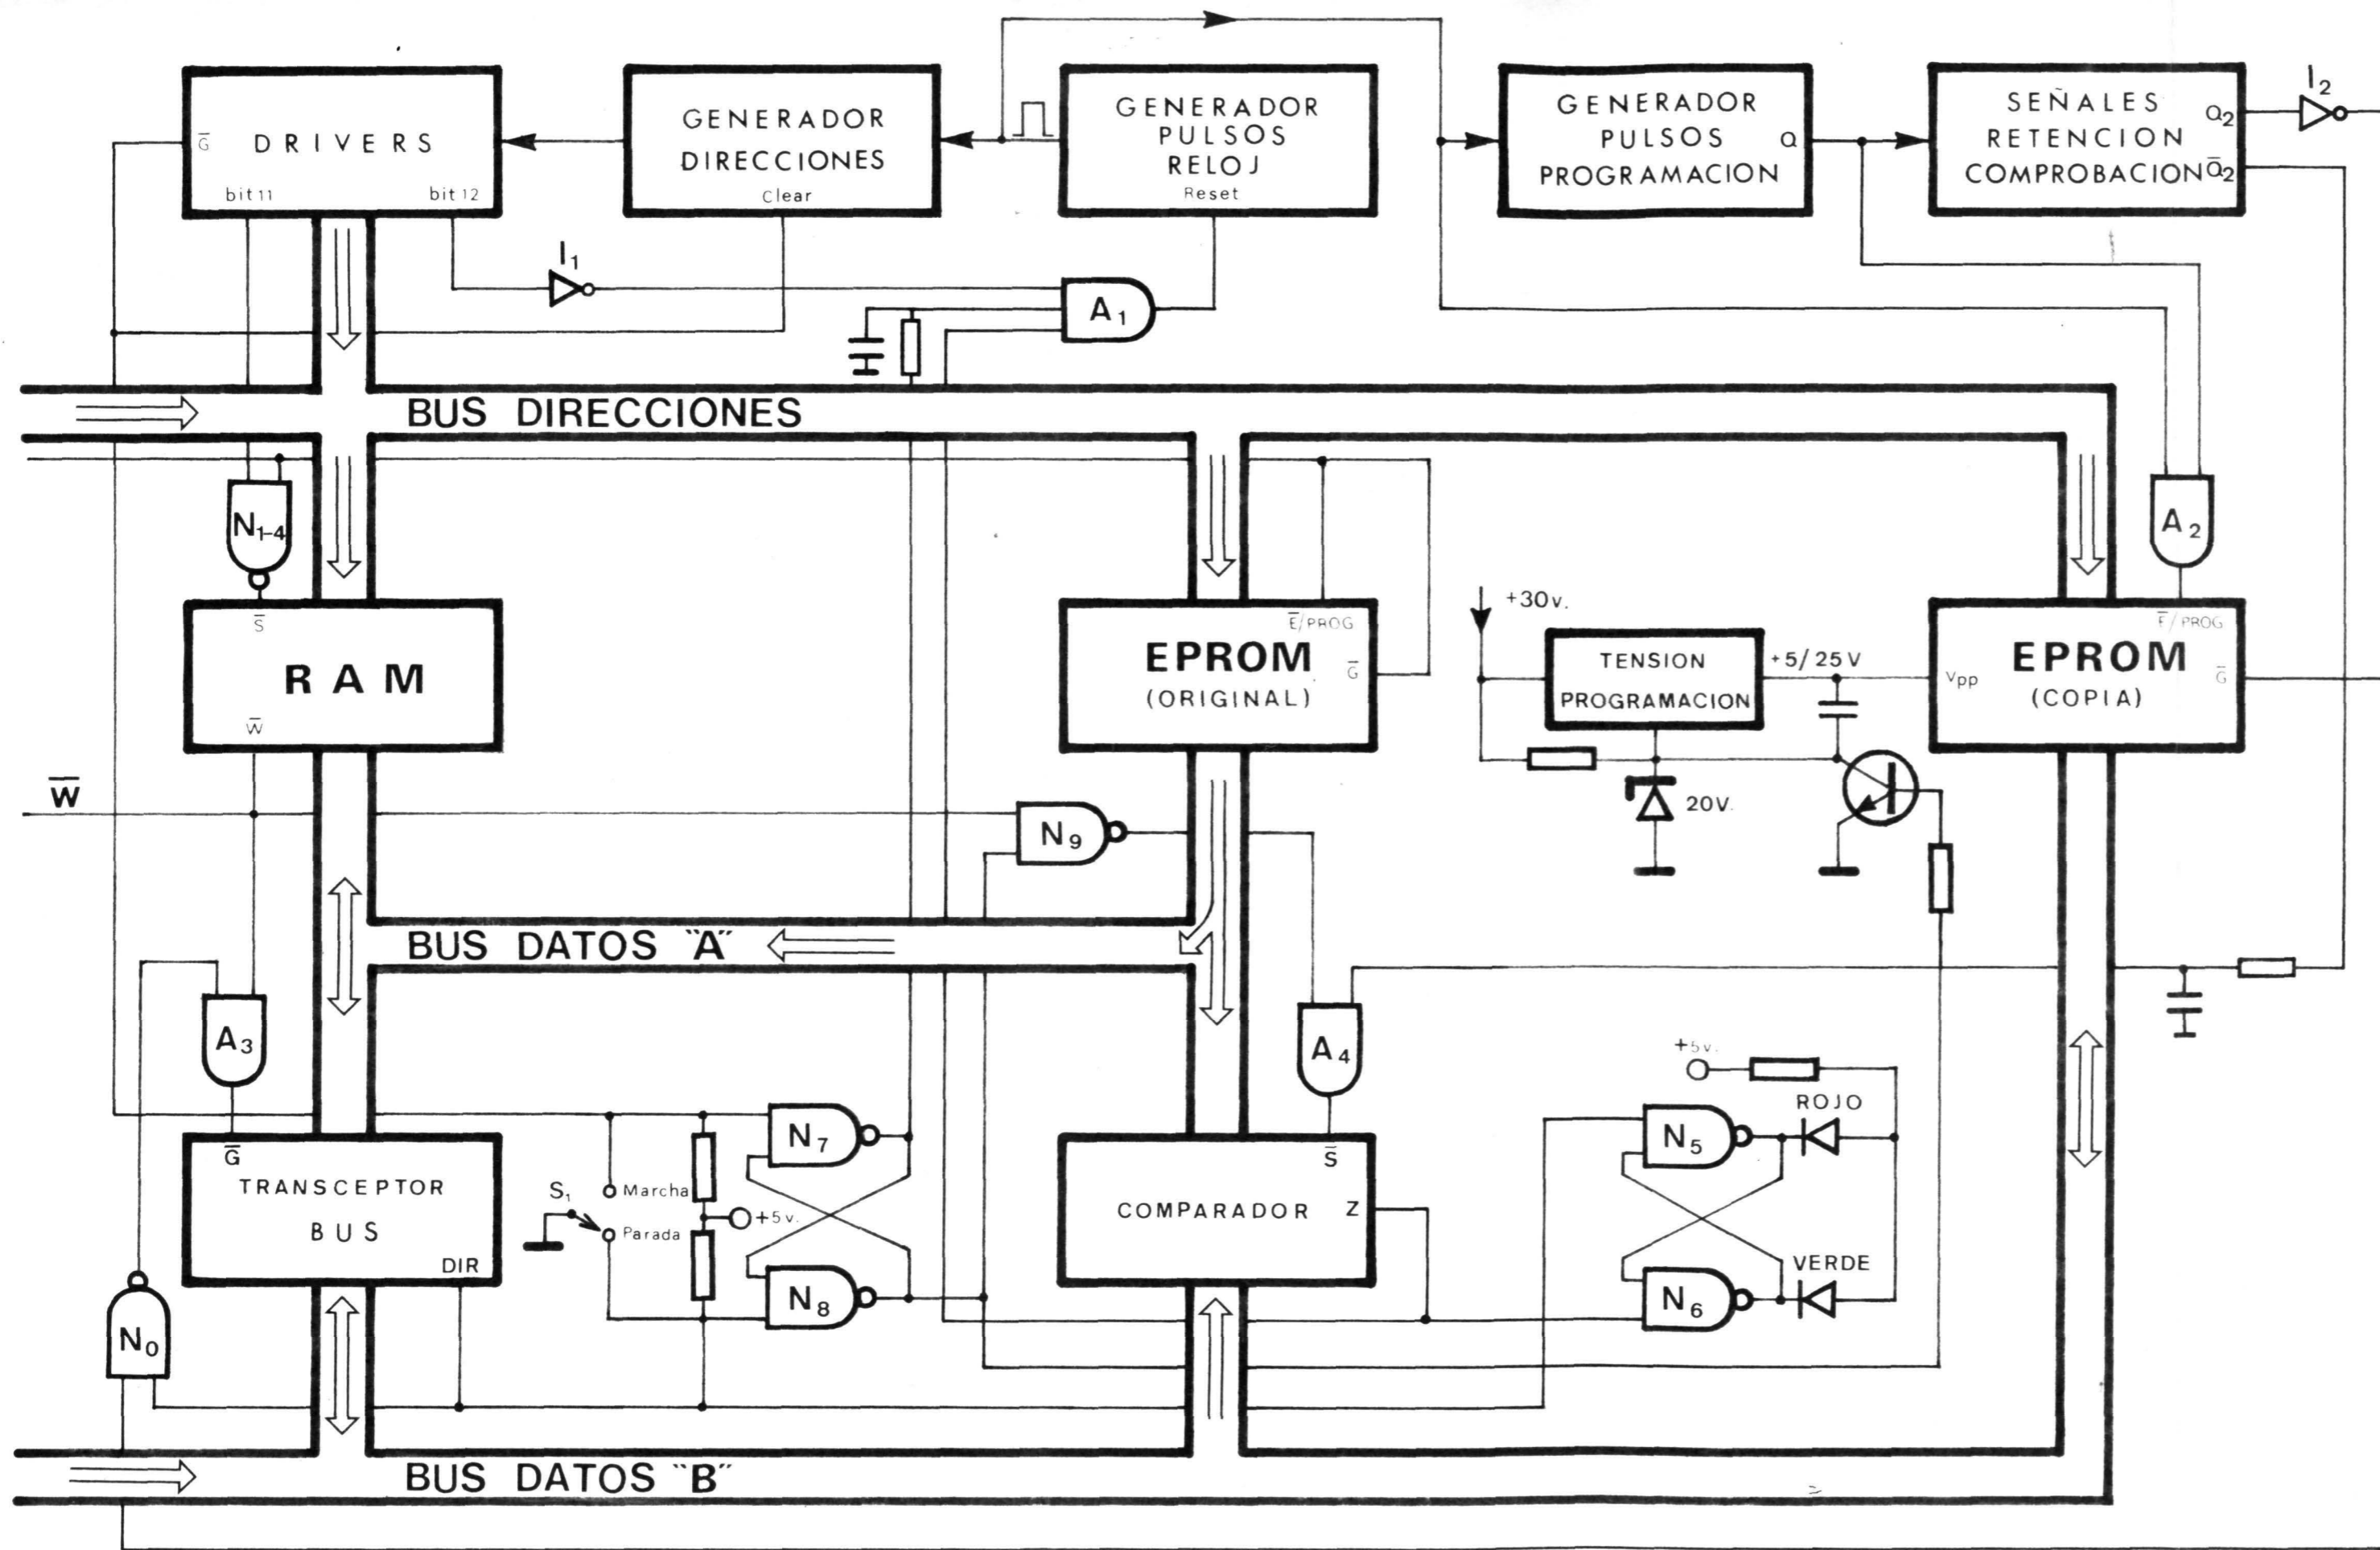 DRIVERS
G̅
bit 11
bit 12
GENERADOR
DIRECCIONES
Clear
GENERADOR
PULSOS
RELOJ
Reset
GENERADOR
PULSOS
PROGRAMACION
Q
SEÑALES
RETENCION
COMPROBACION
Q2
Q̅2
I2
I1
A1
BUS DIRECCIONES
N1-4
A2
S̅
RAM
W̅
E̅/PROG
EPROM
(ORIGINAL)
G̅
+30v.
TENSION
PROGRAMACION
+5/25V
E̅/PROG
Vpp
EPROM
(COPIA)
G̅
W̅
20V.
N9
BUS DATOS "A"
A3
A4
+5v.
G̅
TRANSCEPTOR
BUS
DIR
S1
Marcha
Parada
+5v.
N7
N8
S̅
COMPARADOR
Z
N5
ROJO
N6
VERDE
N0
BUS DATOS "B"